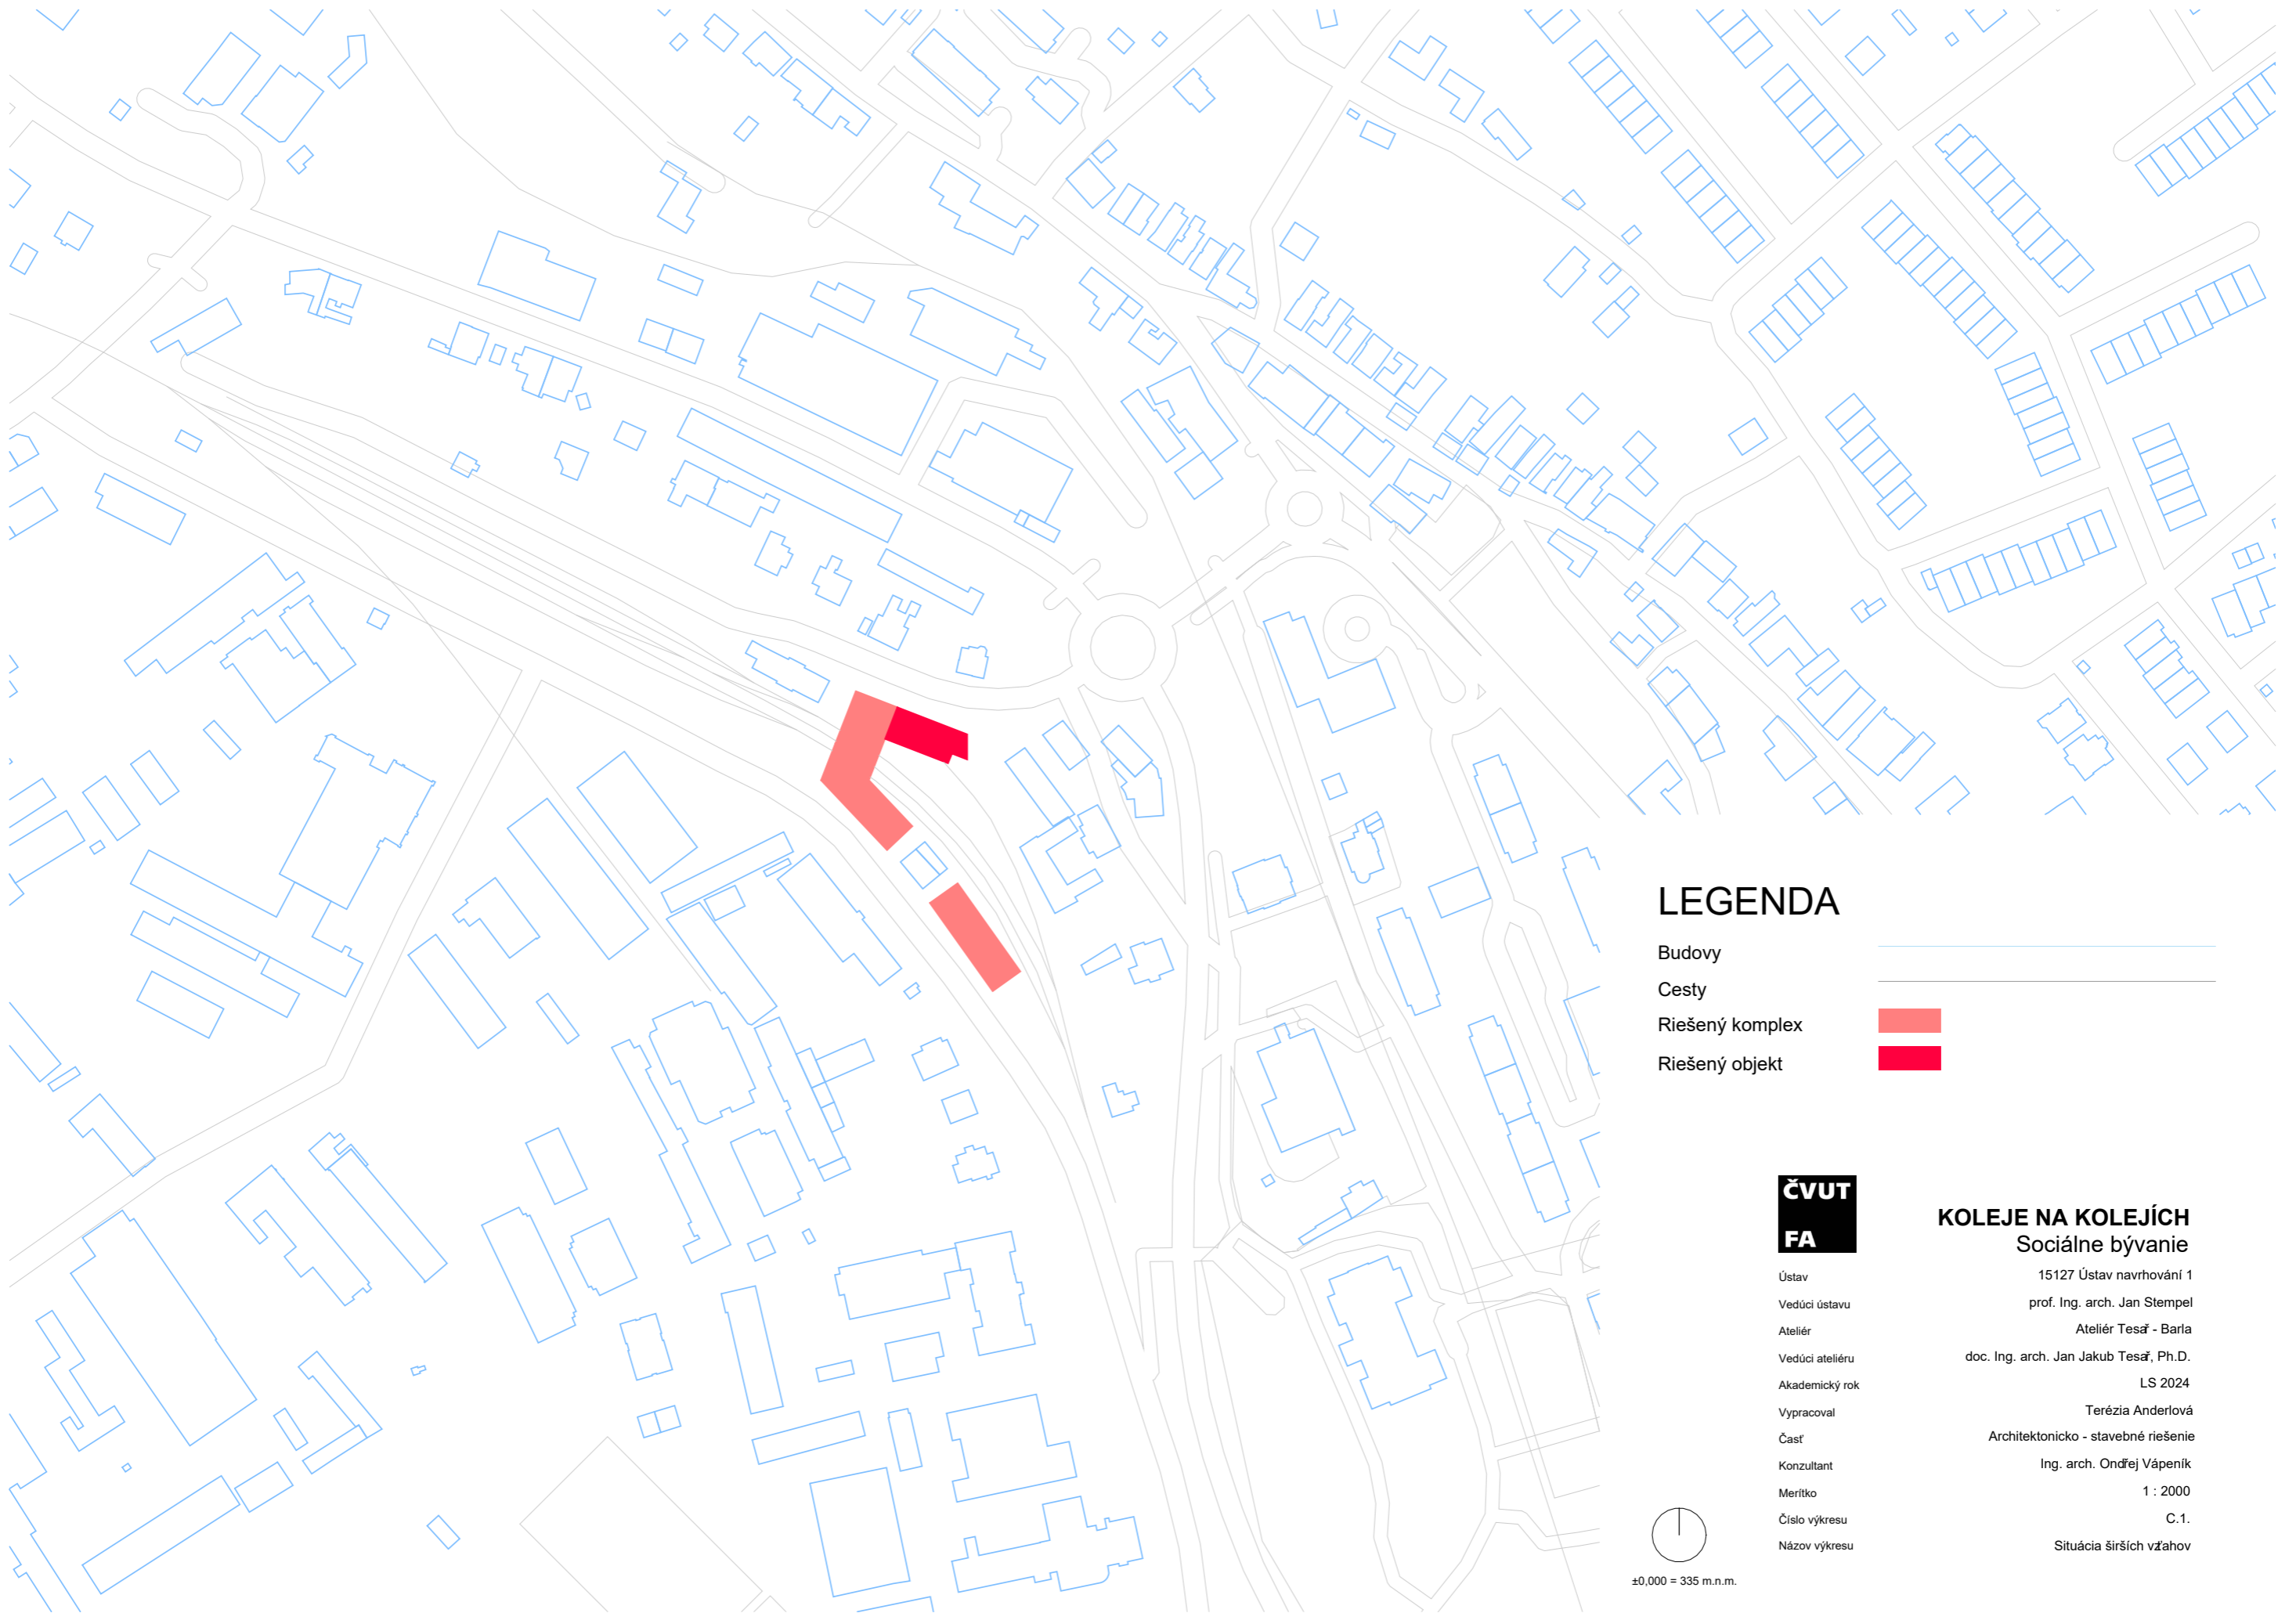 LEGENDA
Budovy
Cesty
Riešený komplex
Riešený objekt
ČVUT
FA
KOLEJE NA KOLEJÍCH
Sociálne bývanie
Ústav 15127 Ústav navrhování 1
Vedúci ústavu prof. Ing. arch. Jan Stempel
Ateliér Ateliér Tesař - Barla
Vedúci ateliéru doc. Ing. arch. Jan Jakub Tesař, Ph.D.
Akademický rok LS 2024
Vypracoval Terézia Anderlová
Časť Architektonicko - stavebné riešenie
Konzultant Ing. arch. Ondřej Vápeník
Merítko 1 : 2000
Číslo výkresu C.1.
Názov výkresu Situácia širších vzťahov
±0,000 = 335 m.n.m.